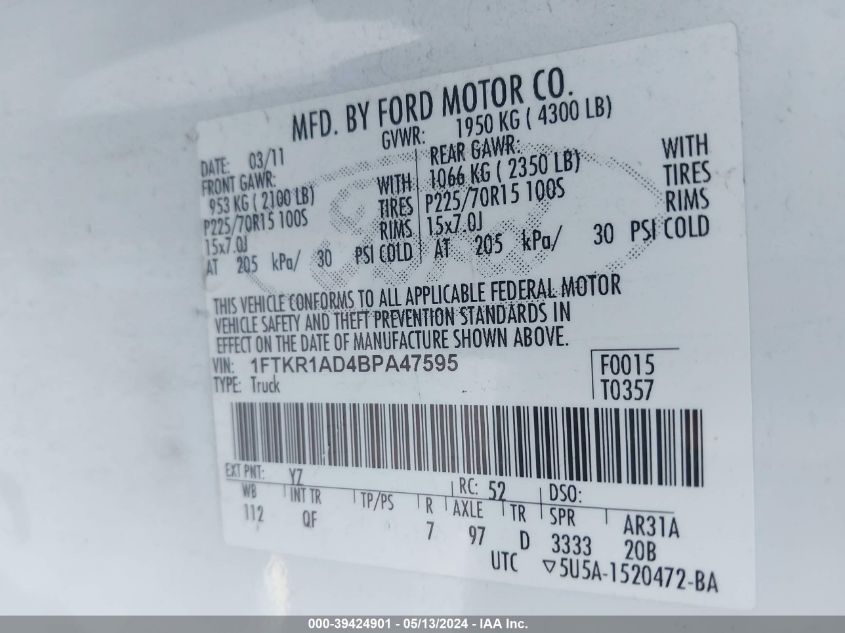 MFD. BY FORD MOTOR CO.
DATE: 03/11 GVWR: 1950 KG ( 4300 LB)
FRONT GAWR: REAR GAWR:
953 KG ( 2100 LB) WITH 1066 KG ( 2350 LB) WITH
P225/70R15 100S TIRES P225/70R15 100S TIRES
15x7.0J RIMS 15x7.0J RIMS
AT 205 kPa/ 30 PSI COLD AT 205 kPa/ 30 PSI COLD
THIS VEHICLE CONFORMS TO ALL APPLICABLE FEDERAL MOTOR
VEHICLE SAFETY AND THEFT PREVENTION STANDARDS IN
EFFECT ON THE DATE OF MANUFACTURE SHOWN ABOVE.
VIN: 1FTKR1AD4BPA47595 F0015
TYPE: Truck T0357
EXT PNT: YZ RC: 52 DSO:
WB INT TR TP/PS R AXLE TR SPR AR31A
112 QF 7 97 D 3333 20B
UTC ▽5U5A-1520472-BA
000-39424901 - 05/13/2024 - IAA Inc.